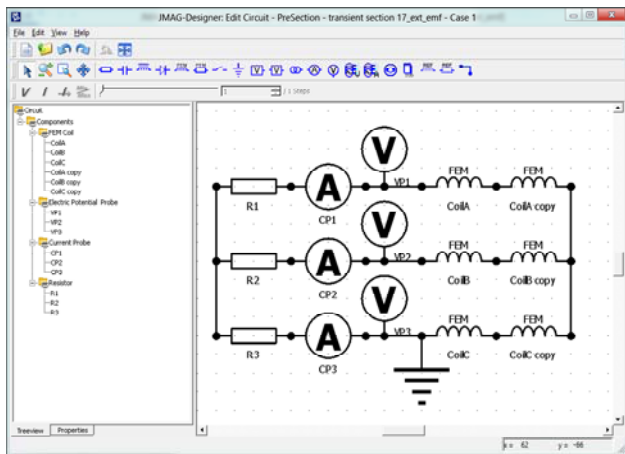 JMAG-Designer: Edit Circuit - PreSection - transient section 17_ext_emf - Case 1
File Edit View Help
1 / 1 Steps
Circuit
Components
FEM Coil
CoilA
CoilB
CoilC
CoilA copy
CoilB copy
CoilC copy
Electric Potential Probe
VP1
VP2
VP3
Current Probe
CP1
CP2
CP3
Resistor
R1
R2
R3
V
A VP1 FEM FEM
R1 CP1 CoilA CoilA copy
V
A VP2 FEM FEM
R2 CP2 CoilB CoilB copy
V
A VP3 FEM FEM
R3 CP3 CoilC CoilC copy
Treeview Properties
x = 62 y = -66